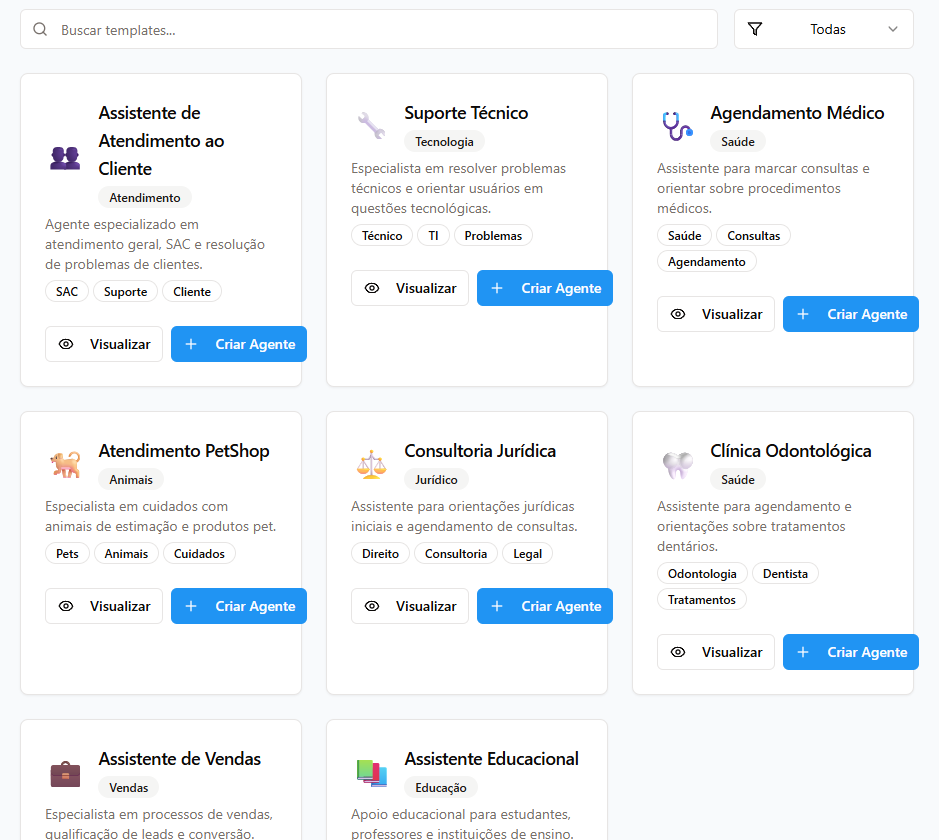 Buscar templates...
Todas
Assistente de
Atendimento ao
Cliente
Atendimento
Agente especializado em
atendimento geral, SAC e resolução
de problemas de clientes.
SAC Suporte Cliente
Visualizar Criar Agente
Suporte Técnico
Tecnologia
Especialista em resolver problemas
técnicos e orientar usuários em
questões tecnológicas.
Técnico TI Problemas
Visualizar Criar Agente
Agendamento Médico
Saúde
Assistente para marcar consultas e
orientar sobre procedimentos
médicos.
Saúde Consultas
Agendamento
Visualizar Criar Agente
Atendimento PetShop
Animais
Especialista em cuidados com
animais de estimação e produtos pet.
Pets Animais Cuidados
Visualizar Criar Agente
Consultoria Jurídica
Jurídico
Assistente para orientações jurídicas
iniciais e agendamento de consultas.
Direito Consultoria Legal
Visualizar Criar Agente
Clínica Odontológica
Saúde
Assistente para agendamento e
orientações sobre tratamentos
dentários.
Odontologia Dentista
Tratamentos
Visualizar Criar Agente
Assistente de Vendas
Vendas
Especialista em processos de vendas,
qualificação de leads e conversão.
Assistente Educacional
Educação
Apoio educacional para estudantes,
professores e instituições de ensino.